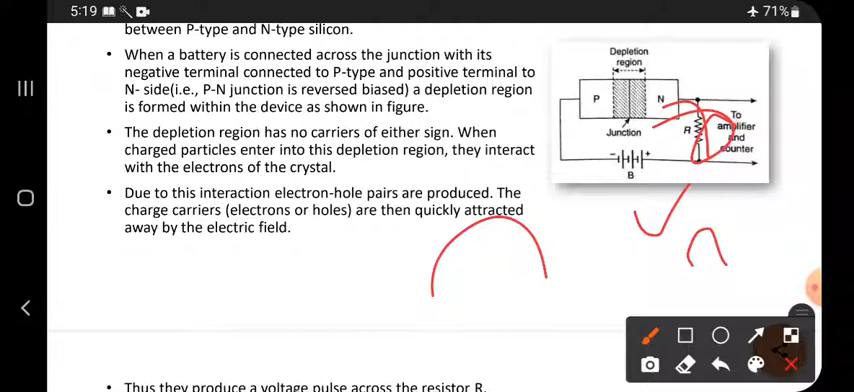 5:19
71%
between P-type and N-type silicon.
• When a battery is connected across the junction with its
negative terminal connected to P-type and positive terminal to
N- side(i.e., P-N junction is reversed biased) a depletion region
is formed within the device as shown in figure.
• The depletion region has no carriers of either sign. When
charged particles enter into this depletion region, they interact
with the electrons of the crystal.
• Due to this interaction electron-hole pairs are produced. The
charge carriers (electrons or holes) are then quickly attracted
away by the electric field.
Depletion
region
P
N
Junction
R
To
amplifier
and
counter
−
+
B
• Thus they produce a voltage pulse across the resistor R.